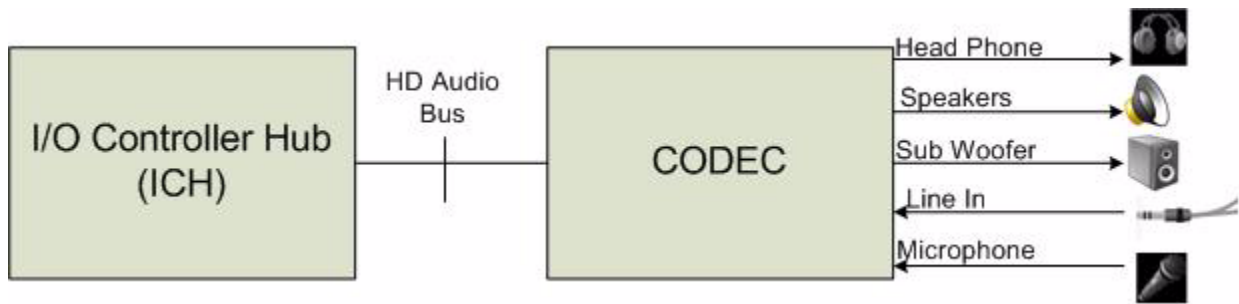 I/O Controller Hub
(ICH)
HD Audio
Bus
CODEC
Head Phone
Speakers
Sub Woofer
Line In
Microphone